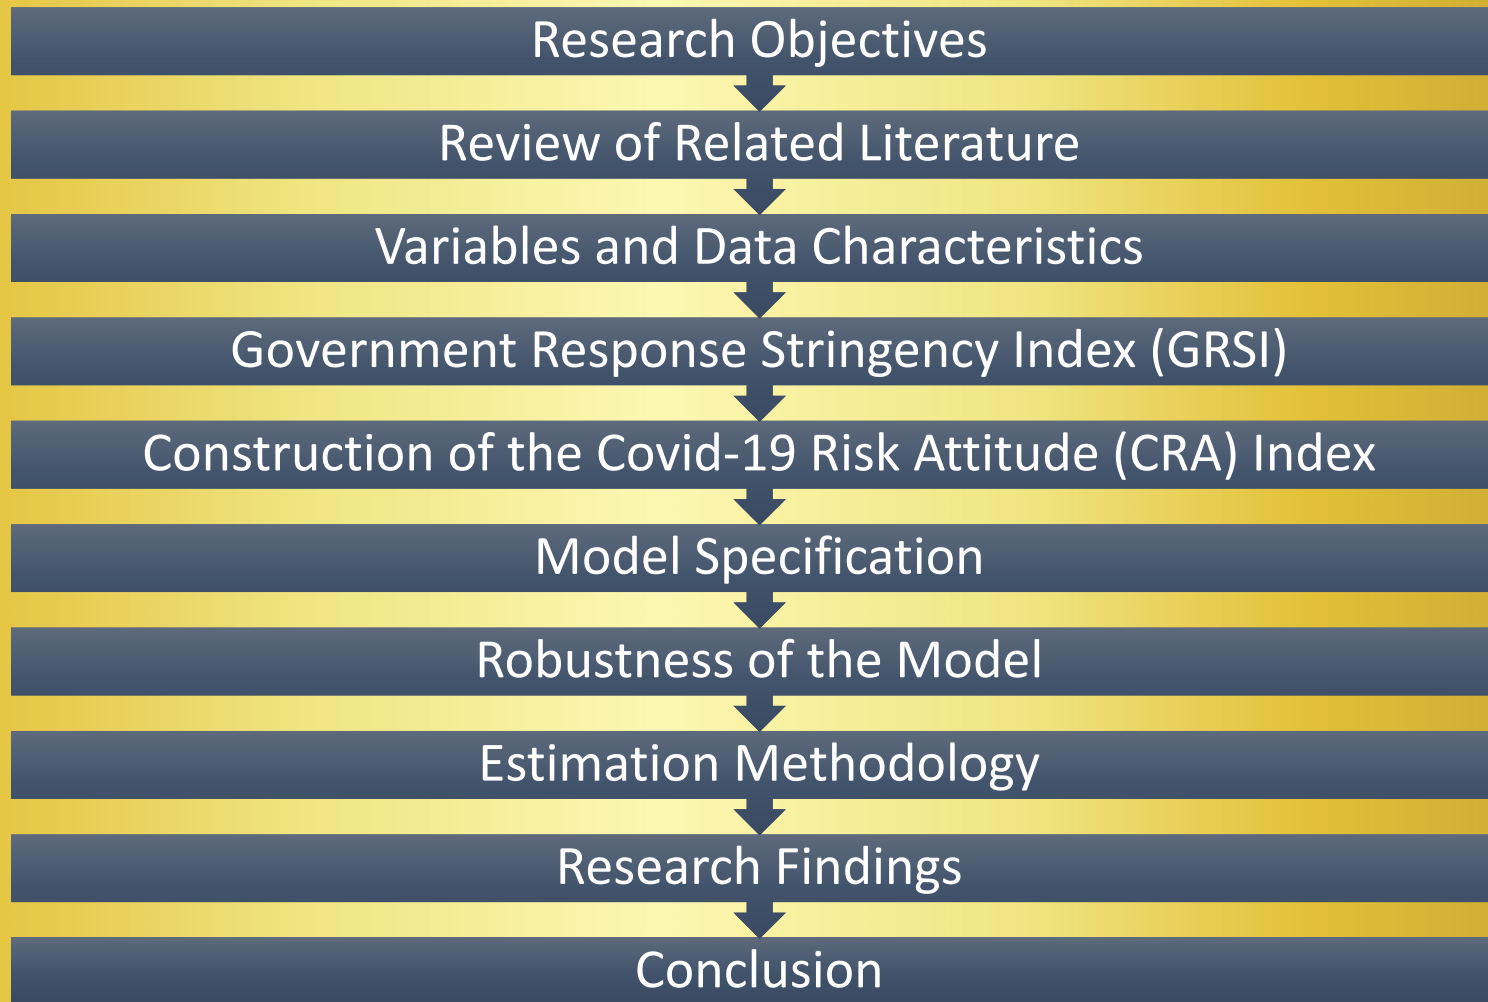 Research Objectives
Review of Related Literature
Variables and Data Characteristics
Government Response Stringency Index (GRSI)
Construction of the Covid-19 Risk Attitude (CRA) Index
Model Specification
Robustness of the Model
Estimation Methodology
Research Findings
Conclusion